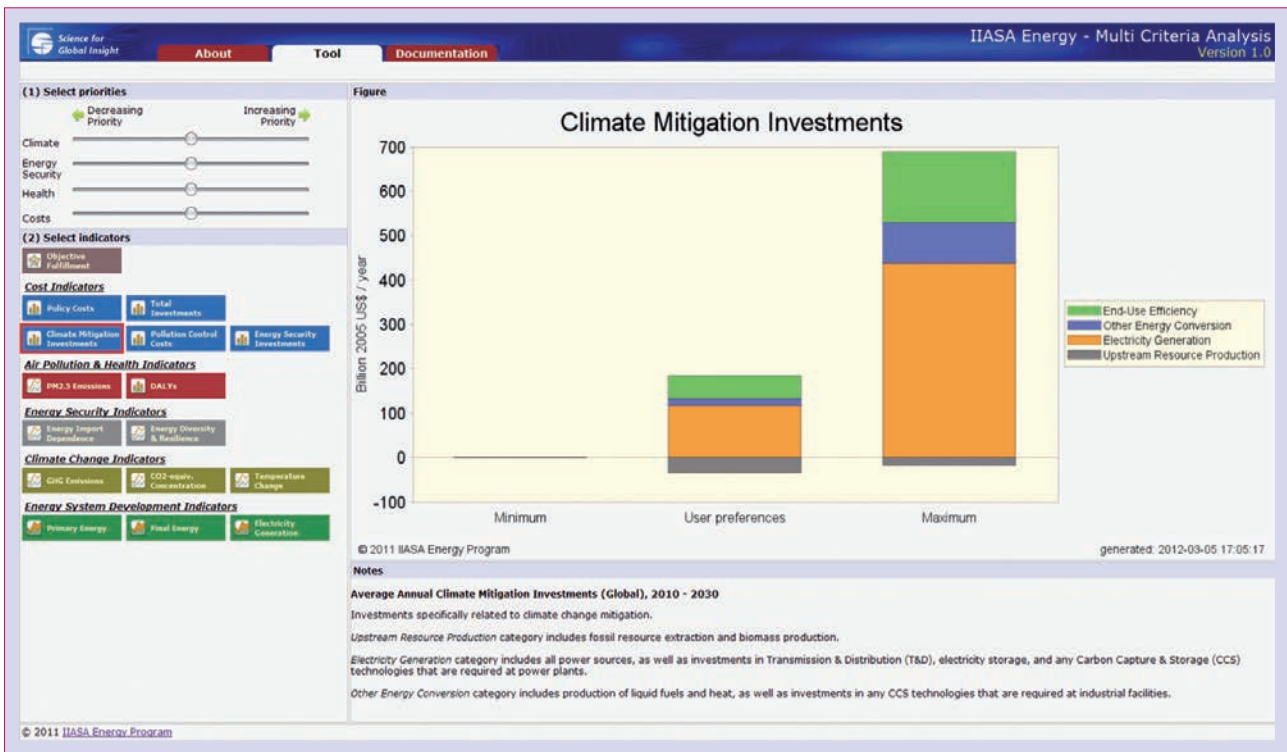 Science for
Global Insight
About
Tool
Documentation
IIASA Energy - Multi Criteria Analysis
Version 1.0
(1) Select priorities
Decreasing
Priority
Increasing
Priority
Climate
Energy
Security
Health
Costs
(2) Select indicators
Objective
Fulfillment
Cost Indicators
Policy Costs
Total
Investments
Climate Mitigation
Investments
Pollution Control
Costs
Energy Security
Investments
Air Pollution & Health Indicators
PM2.5 Emissions
DALYs
Energy Security Indicators
Energy Import
Dependence
Energy Diversity
& Resilience
Climate Change Indicators
GHG Emissions
CO2-equiv.
Concentration
Temperature
Change
Energy System Development Indicators
Primary Energy
Final Energy
Electricity
Generation
Figure
Climate Mitigation Investments
Billion 2005 US$ / year
700
600
500
400
300
200
100
0
-100
Minimum
User preferences
Maximum
End-Use Efficiency
Other Energy Conversion
Electricity Generation
Upstream Resource Production
© 2011 IIASA Energy Program
generated: 2012-03-05 17:05:17
Notes
Average Annual Climate Mitigation Investments (Global), 2010 - 2030
Investments specifically related to climate change mitigation.
Upstream Resource Production category includes fossil resource extraction and biomass production.
Electricity Generation category includes all power sources, as well as investments in Transmission & Distribution (T&D), electricity storage, and any Carbon Capture & Storage (CCS)
technologies that are required at power plants.
Other Energy Conversion category includes production of liquid fuels and heat, as well as investments in any CCS technologies that are required at industrial facilities.
© 2011 IIASA Energy Program